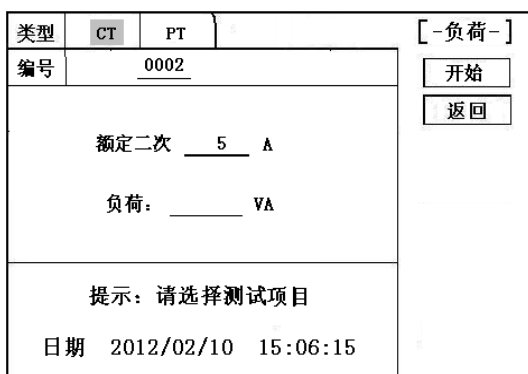 类型 CT PT [-负荷-]
编号 0002 开始
返回
额定二次 5 A
负荷： VA
提示：请选择测试项目
日期 2012/02/10 15:06:15